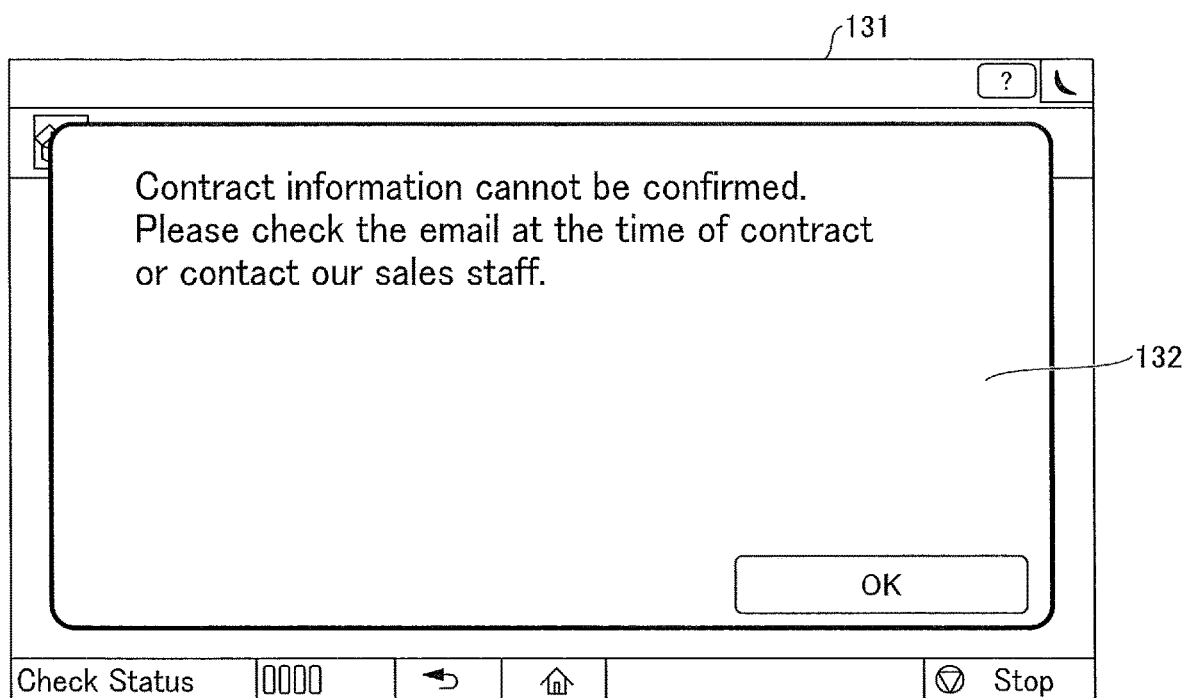 131
?
Contract information cannot be confirmed.
Please check the email at the time of contract
or contact our sales staff.
132
OK
Check Status
Stop